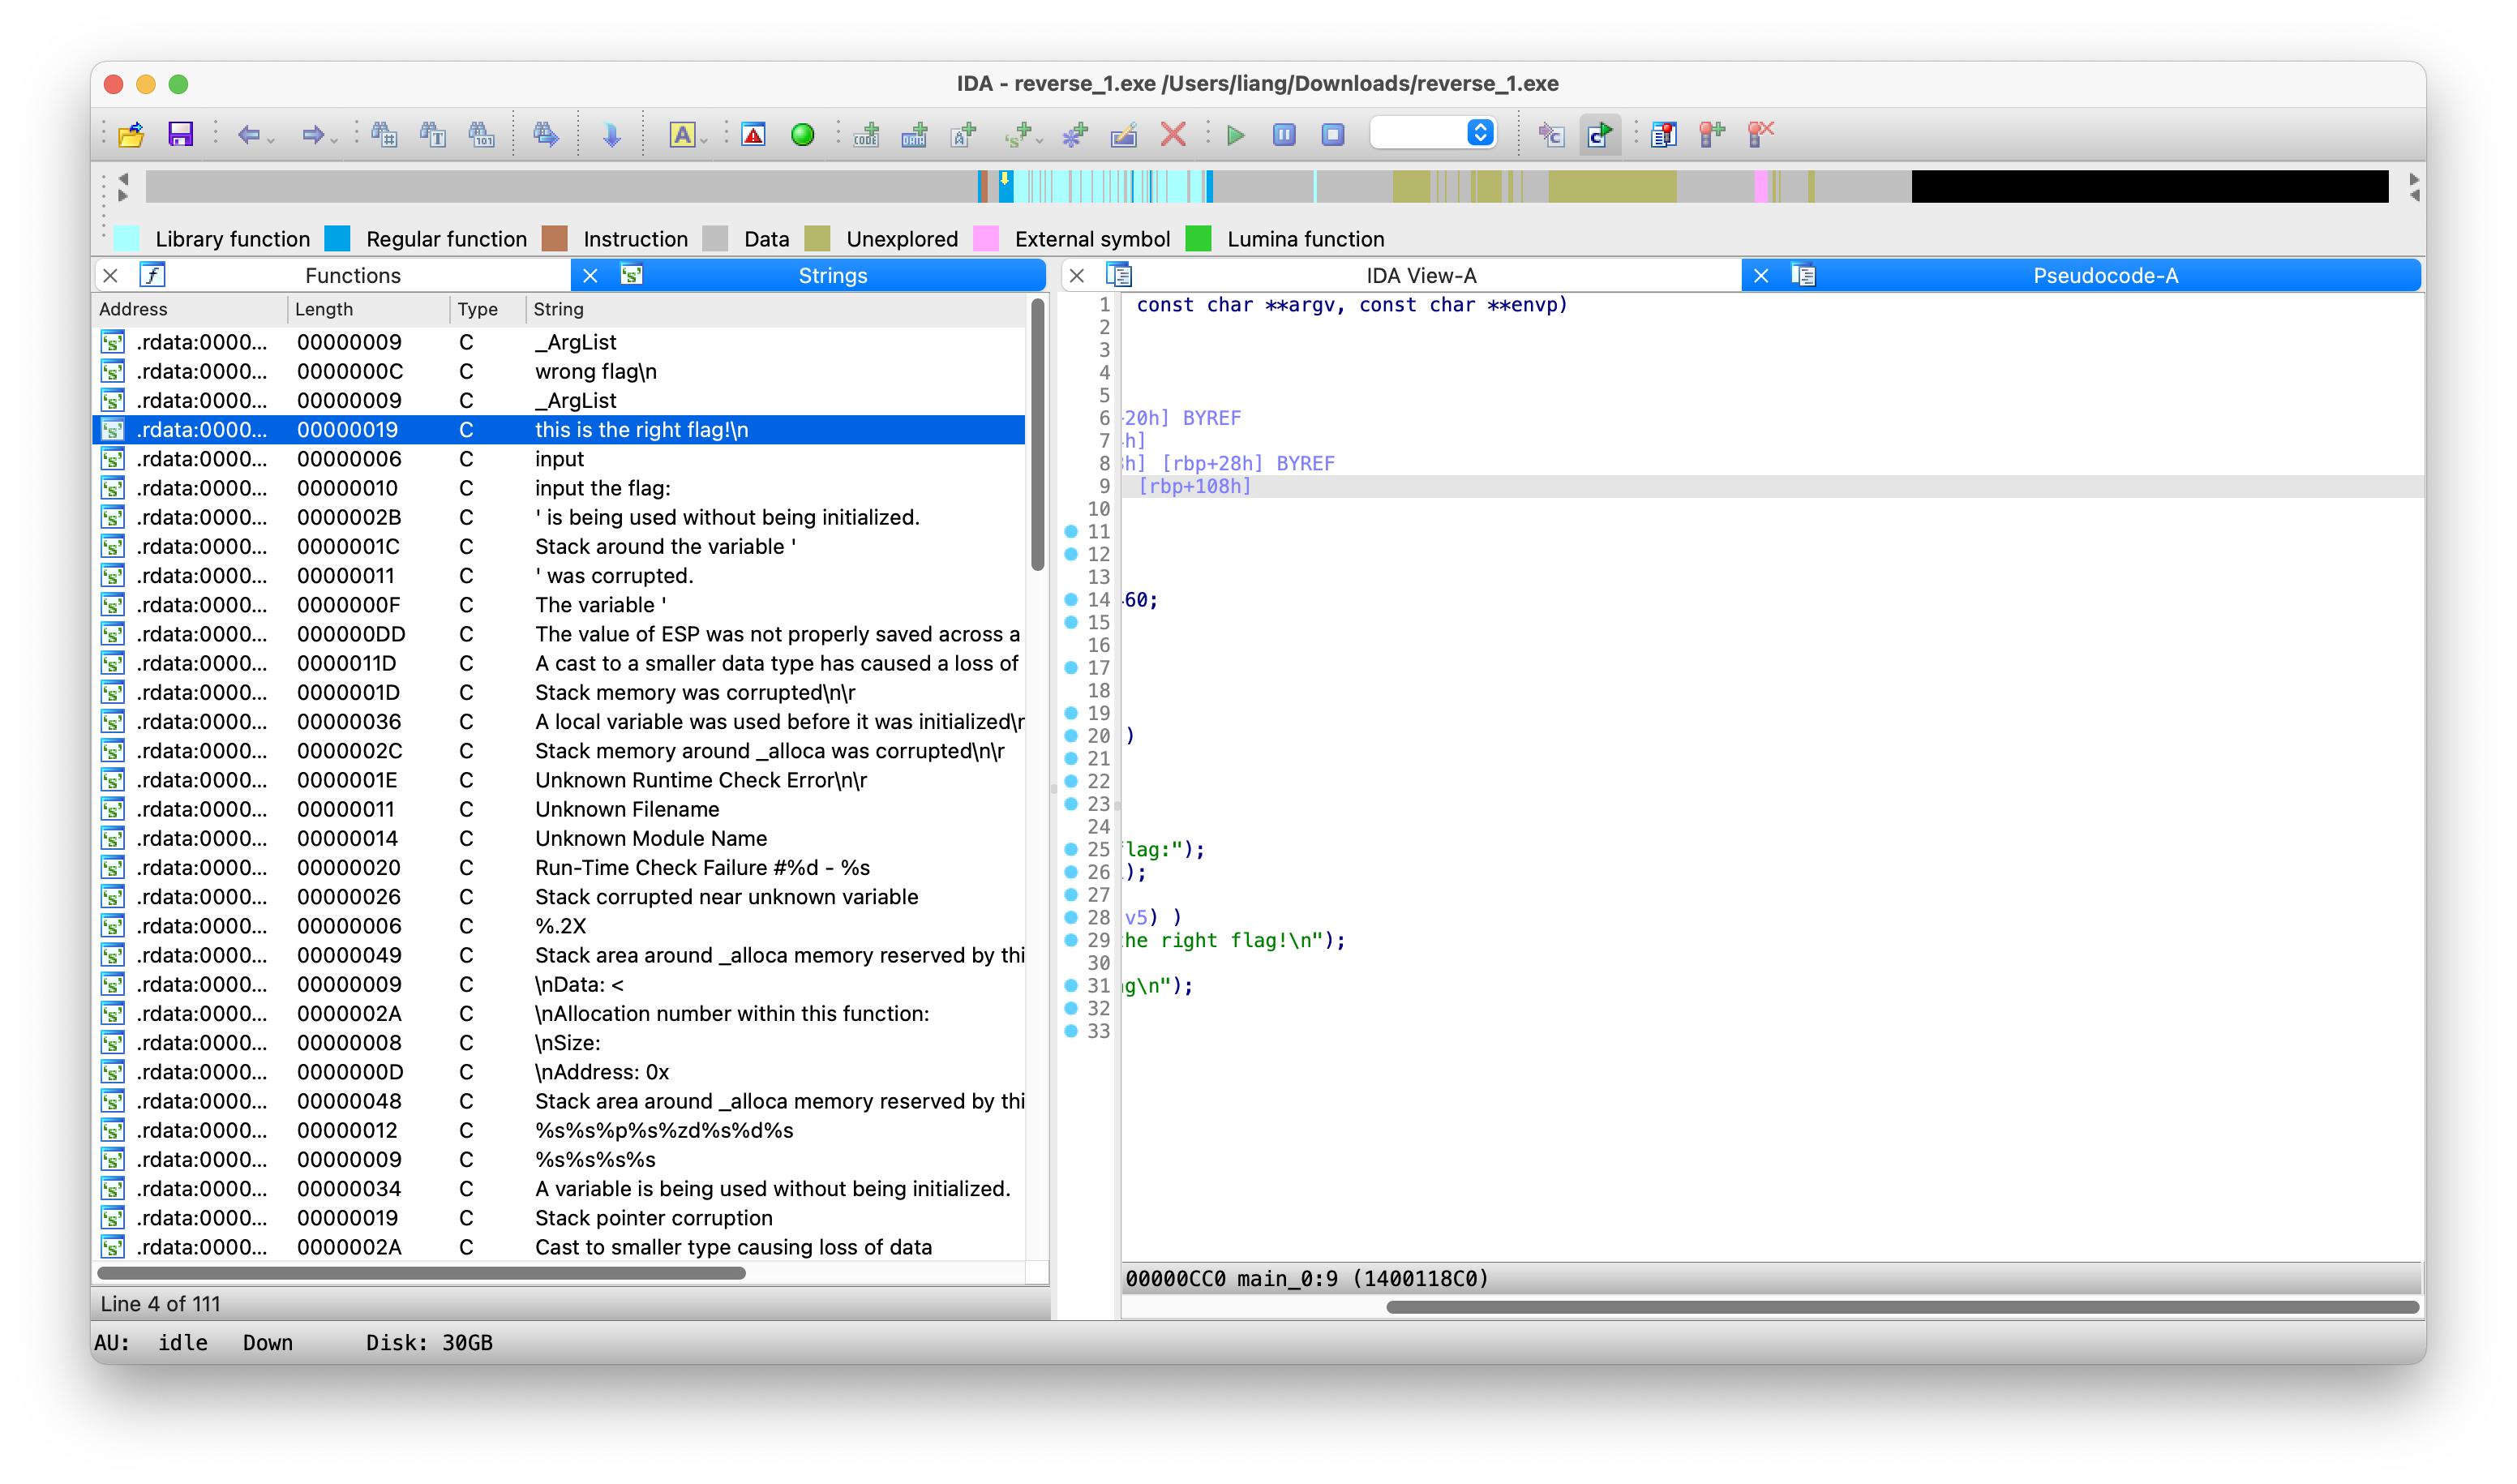 IDA - reverse_1.exe /Users/liang/Downloads/reverse_1.exe
Library function Regular function Instruction Data Unexplored External symbol Lumina function
Functions Strings
Address Length Type String
.rdata:0000... 00000009 C _ArgList
.rdata:0000... 0000000C C wrong flag\n
.rdata:0000... 00000009 C _ArgList
.rdata:0000... 00000019 C this is the right flag!\n
.rdata:0000... 00000006 C input
.rdata:0000... 00000010 C input the flag:
.rdata:0000... 0000002B C ' is being used without being initialized.
.rdata:0000... 0000001C C Stack around the variable '
.rdata:0000... 00000011 C ' was corrupted.
.rdata:0000... 0000000F C The variable '
.rdata:0000... 000000DD C The value of ESP was not properly saved across a
.rdata:0000... 0000011D C A cast to a smaller data type has caused a loss of
.rdata:0000... 0000001D C Stack memory was corrupted\n\r
.rdata:0000... 00000036 C A local variable was used before it was initialized\r
.rdata:0000... 0000002C C Stack memory around _alloca was corrupted\n\r
.rdata:0000... 0000001E C Unknown Runtime Check Error\n\r
.rdata:0000... 00000011 C Unknown Filename
.rdata:0000... 00000014 C Unknown Module Name
.rdata:0000... 00000020 C Run-Time Check Failure #%d - %s
.rdata:0000... 00000026 C Stack corrupted near unknown variable
.rdata:0000... 00000006 C %.2X
.rdata:0000... 00000049 C Stack area around _alloca memory reserved by thi
.rdata:0000... 00000009 C \nData: <
.rdata:0000... 0000002A C \nAllocation number within this function:
.rdata:0000... 00000008 C \nSize:
.rdata:0000... 0000000D C \nAddress: 0x
.rdata:0000... 00000048 C Stack area around _alloca memory reserved by thi
.rdata:0000... 00000012 C %s%s%p%s%zd%s%d%s
.rdata:0000... 00000009 C %s%s%s%s
.rdata:0000... 00000034 C A variable is being used without being initialized.
.rdata:0000... 00000019 C Stack pointer corruption
.rdata:0000... 0000002A C Cast to smaller type causing loss of data
Line 4 of 111
IDA View-A Pseudocode-A
1 const char **argv, const char **envp)
2
3
4
5
6 20h] BYREF
7 h]
8 h] [rbp+28h] BYREF
9 [rbp+108h]
10
11
12
13
14 60;
15
16
17
18
19
20 )
21
22
23
24
25 flag:");
26 );
27
28 v5) )
29 he right flag!\n");
30
31 g\n");
32
33
00000CC0 main_0:9 (1400118C0)
AU: idle Down Disk: 30GB